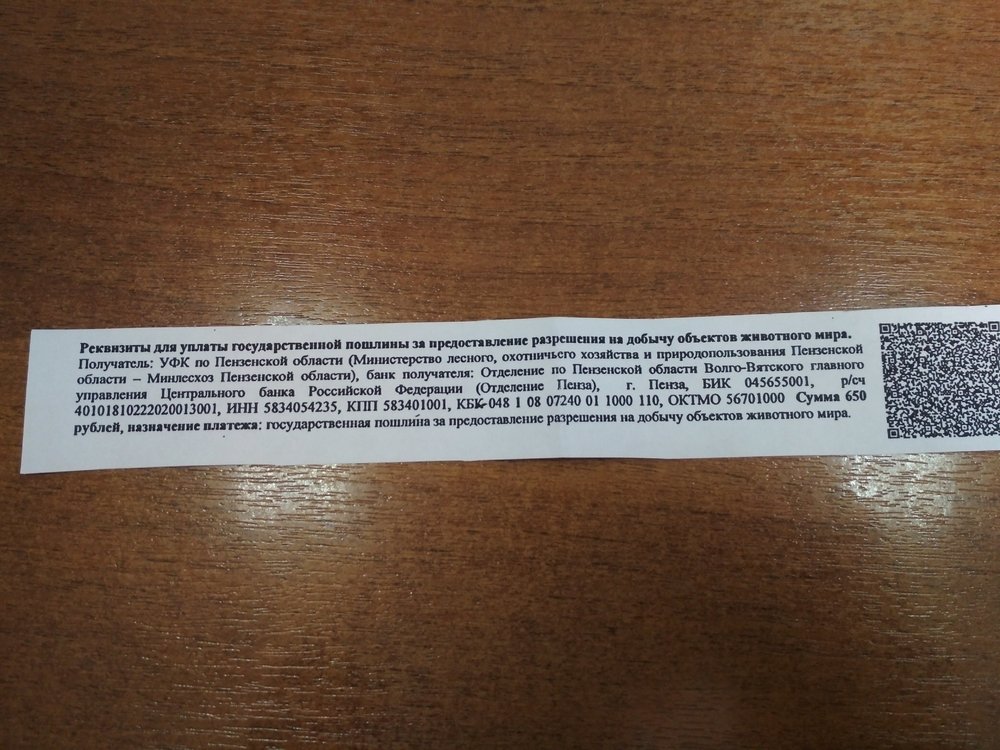 Реквизиты для уплаты государственной пошлины за предоставление разрешения на добычу объектов животного мира.
Получатель: УФК по Пензенской области (Министерство лесного, охотничьего хозяйства и природопользования Пензенской
области – Минлесхоз Пензенской области), банк получателя: Отделение по Пензенской области Волго-Вятского главного
управления Центрального банка Российской Федерации (Отделение Пенза), г. Пенза, БИК 045655001, р/сч
40101810222020013001, ИНН 5834054235, КПП 583401001, КБК 048 1 08 07240 01 1000 110, ОКТМО 56701000 Сумма 650
рублей, назначение платежа: государственная пошлина за предоставление разрешения на добычу объектов животного мира.